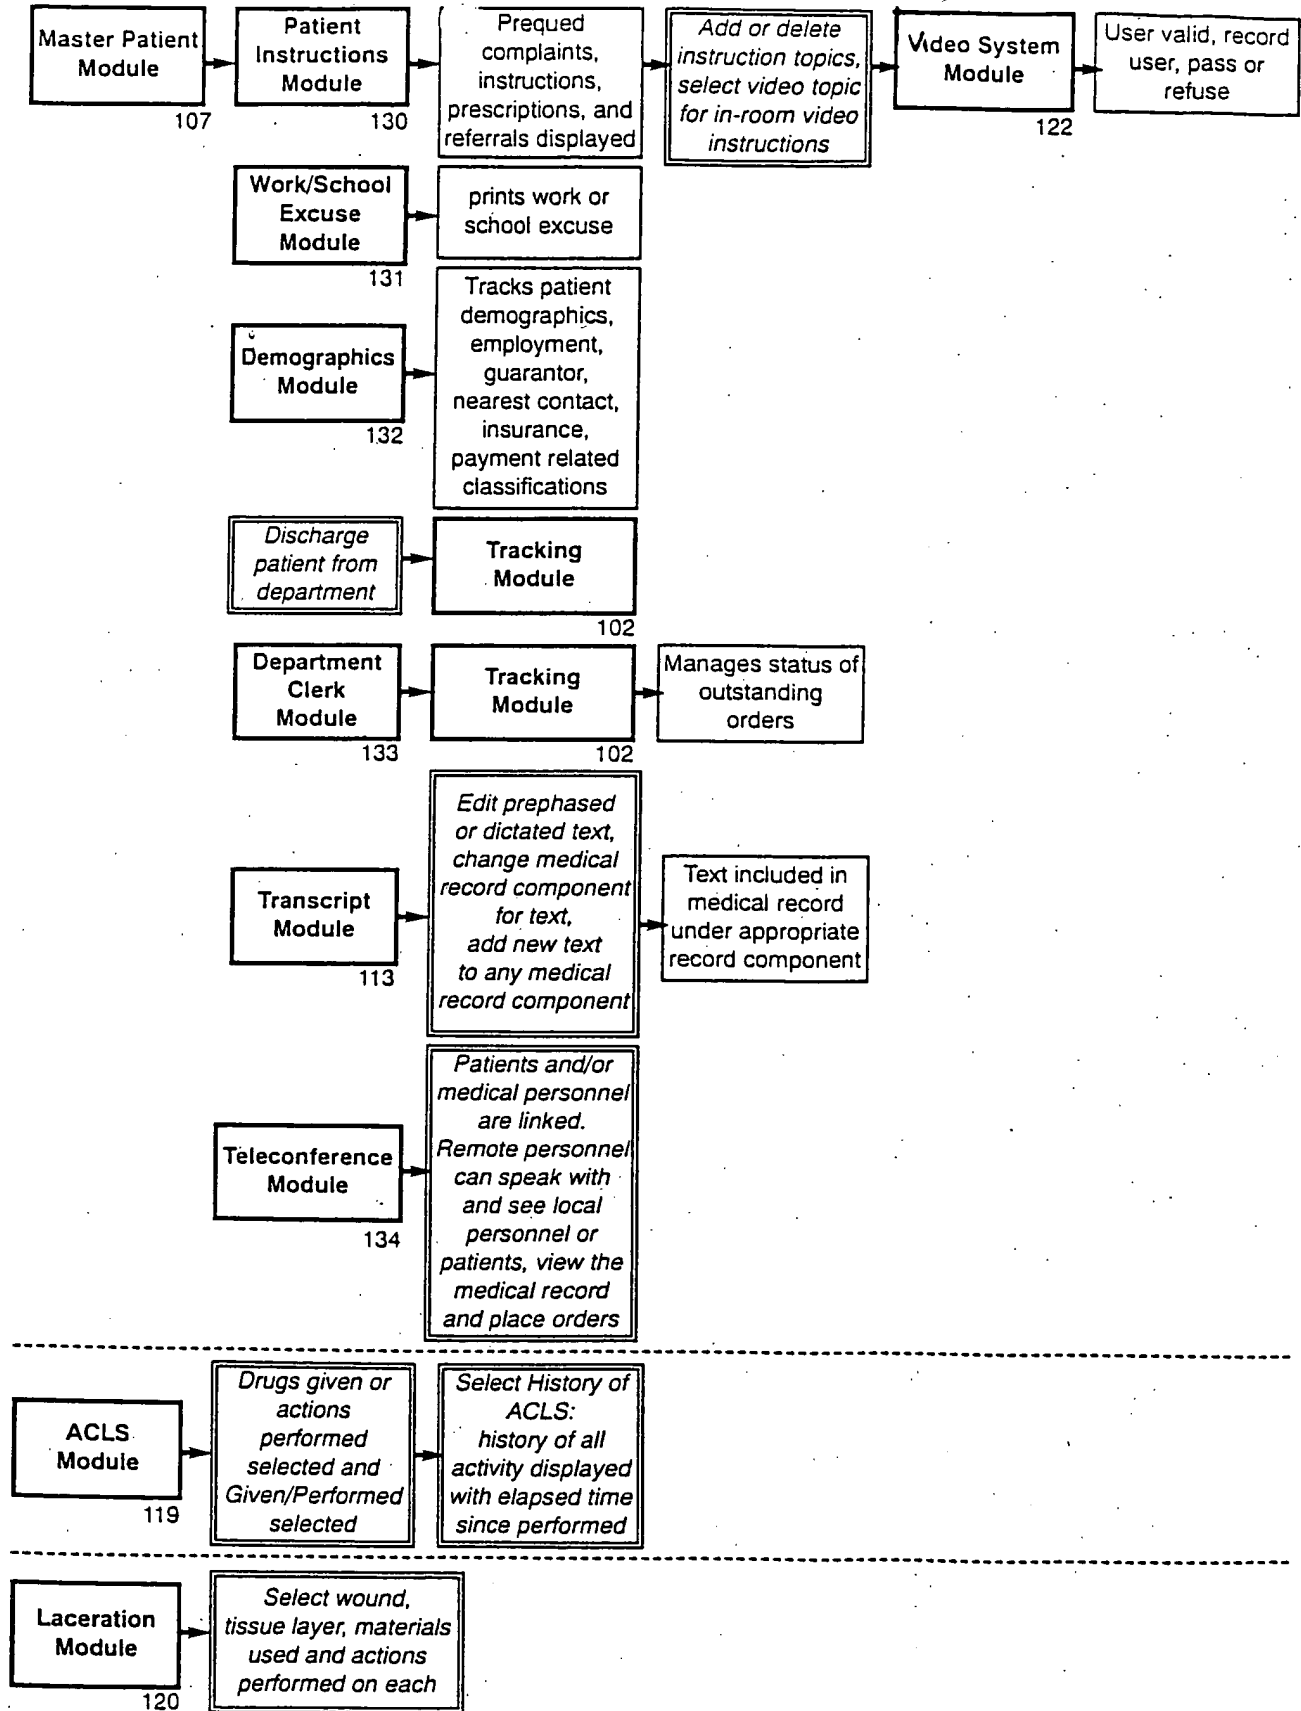 Master Patient
Module
107
Patient
Instructions
Module
130
Prequed
complaints,
instructions,
prescriptions, and
referrals displayed
Add or delete
instruction topics,
select video topic
for in-room video
instructions
Video System
Module
122
User valid, record
user, pass or
refuse
Work/School
Excuse
Module
131
prints work or
school excuse
Demographics
Module
132
Tracks patient
demographics,
employment,
guarantor,
nearest contact,
insurance,
payment related
classifications
Discharge
patient from
department
Tracking
Module
102
Department
Clerk
Module
133
Tracking
Module
102
Manages status of
outstanding
orders
Transcript
Module
113
Edit prephased
or dictated text,
change medical
record component
for text,
add new text
to any medical
record component
Text included in
medical record
under appropriate
record component
Teleconference
Module
134
Patients and/or
medical personnel
are linked.
Remote personnel
can speak with
and see local
personnel or
patients, view the
medical record
and place orders
ACLS
Module
119
Drugs given or
actions
performed
selected and
Given/Performed
selected
Select History of
ACLS:
history of all
activity displayed
with elapsed time
since performed
Laceration
Module
120
Select wound,
tissue layer, materials
used and actions
performed on each